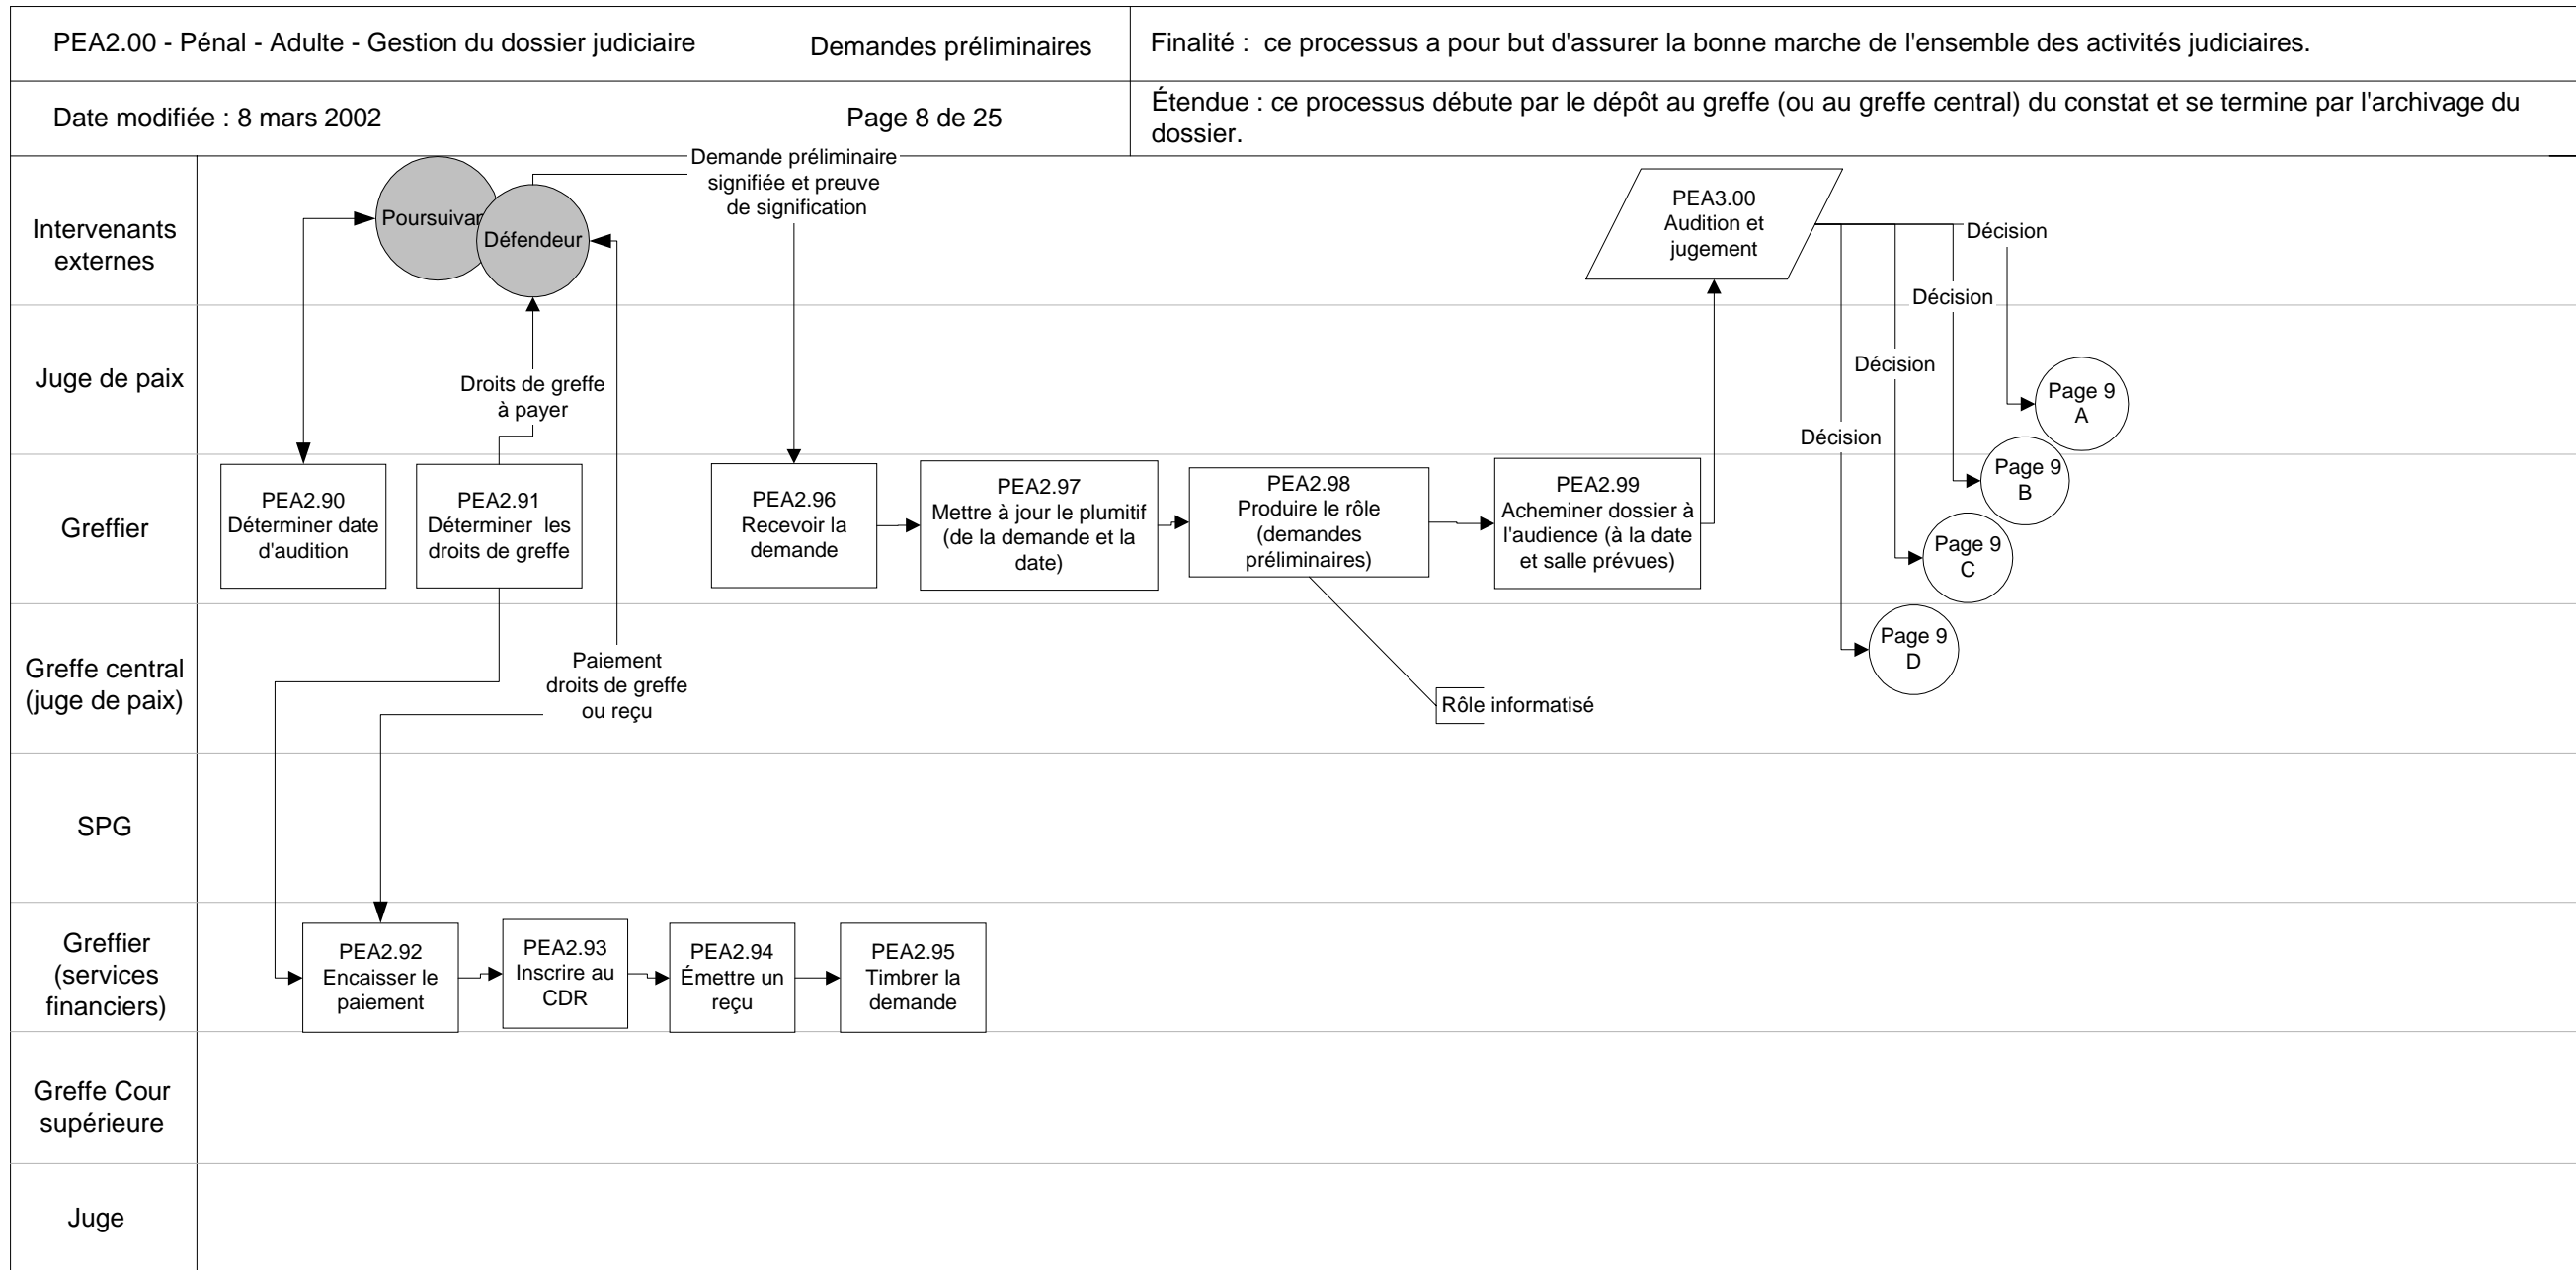 PEA2.00 - Pénal - Adulte - Gestion du dossier judiciaire
Demandes préliminaires
Finalité : ce processus a pour but d'assurer la bonne marche de l'ensemble des activités judiciaires.
Date modifiée : 8 mars 2002
Page 8 de 25
Étendue : ce processus débute par le dépôt au greffe (ou au greffe central) du constat et se termine par l'archivage du
dossier.
Intervenants
externes
Poursuivan
Défendeur
Demande préliminaire
signifiée et preuve
de signification
PEA3.00
Audition et
jugement
Décision
Décision
Décision
Décision
Juge de paix
Droits de greffe
à payer
Page 9
A
Page 9
B
Page 9
C
Page 9
D
Greffier
PEA2.90
Déterminer date
d'audition
PEA2.91
Déterminer les
droits de greffe
PEA2.96
Recevoir la
demande
PEA2.97
Mettre à jour le plumitif
(de la demande et la
date)
PEA2.98
Produire le rôle
(demandes
préliminaires)
PEA2.99
Acheminer dossier à
l'audience (à la date
et salle prévues)
Greffe central
(juge de paix)
Paiement
droits de greffe
ou reçu
Rôle informatisé
SPG
Greffier
(services
financiers)
PEA2.92
Encaisser le
paiement
PEA2.93
Inscrire au
CDR
PEA2.94
Émettre un
reçu
PEA2.95
Timbrer la
demande
Greffe Cour
supérieure
Juge